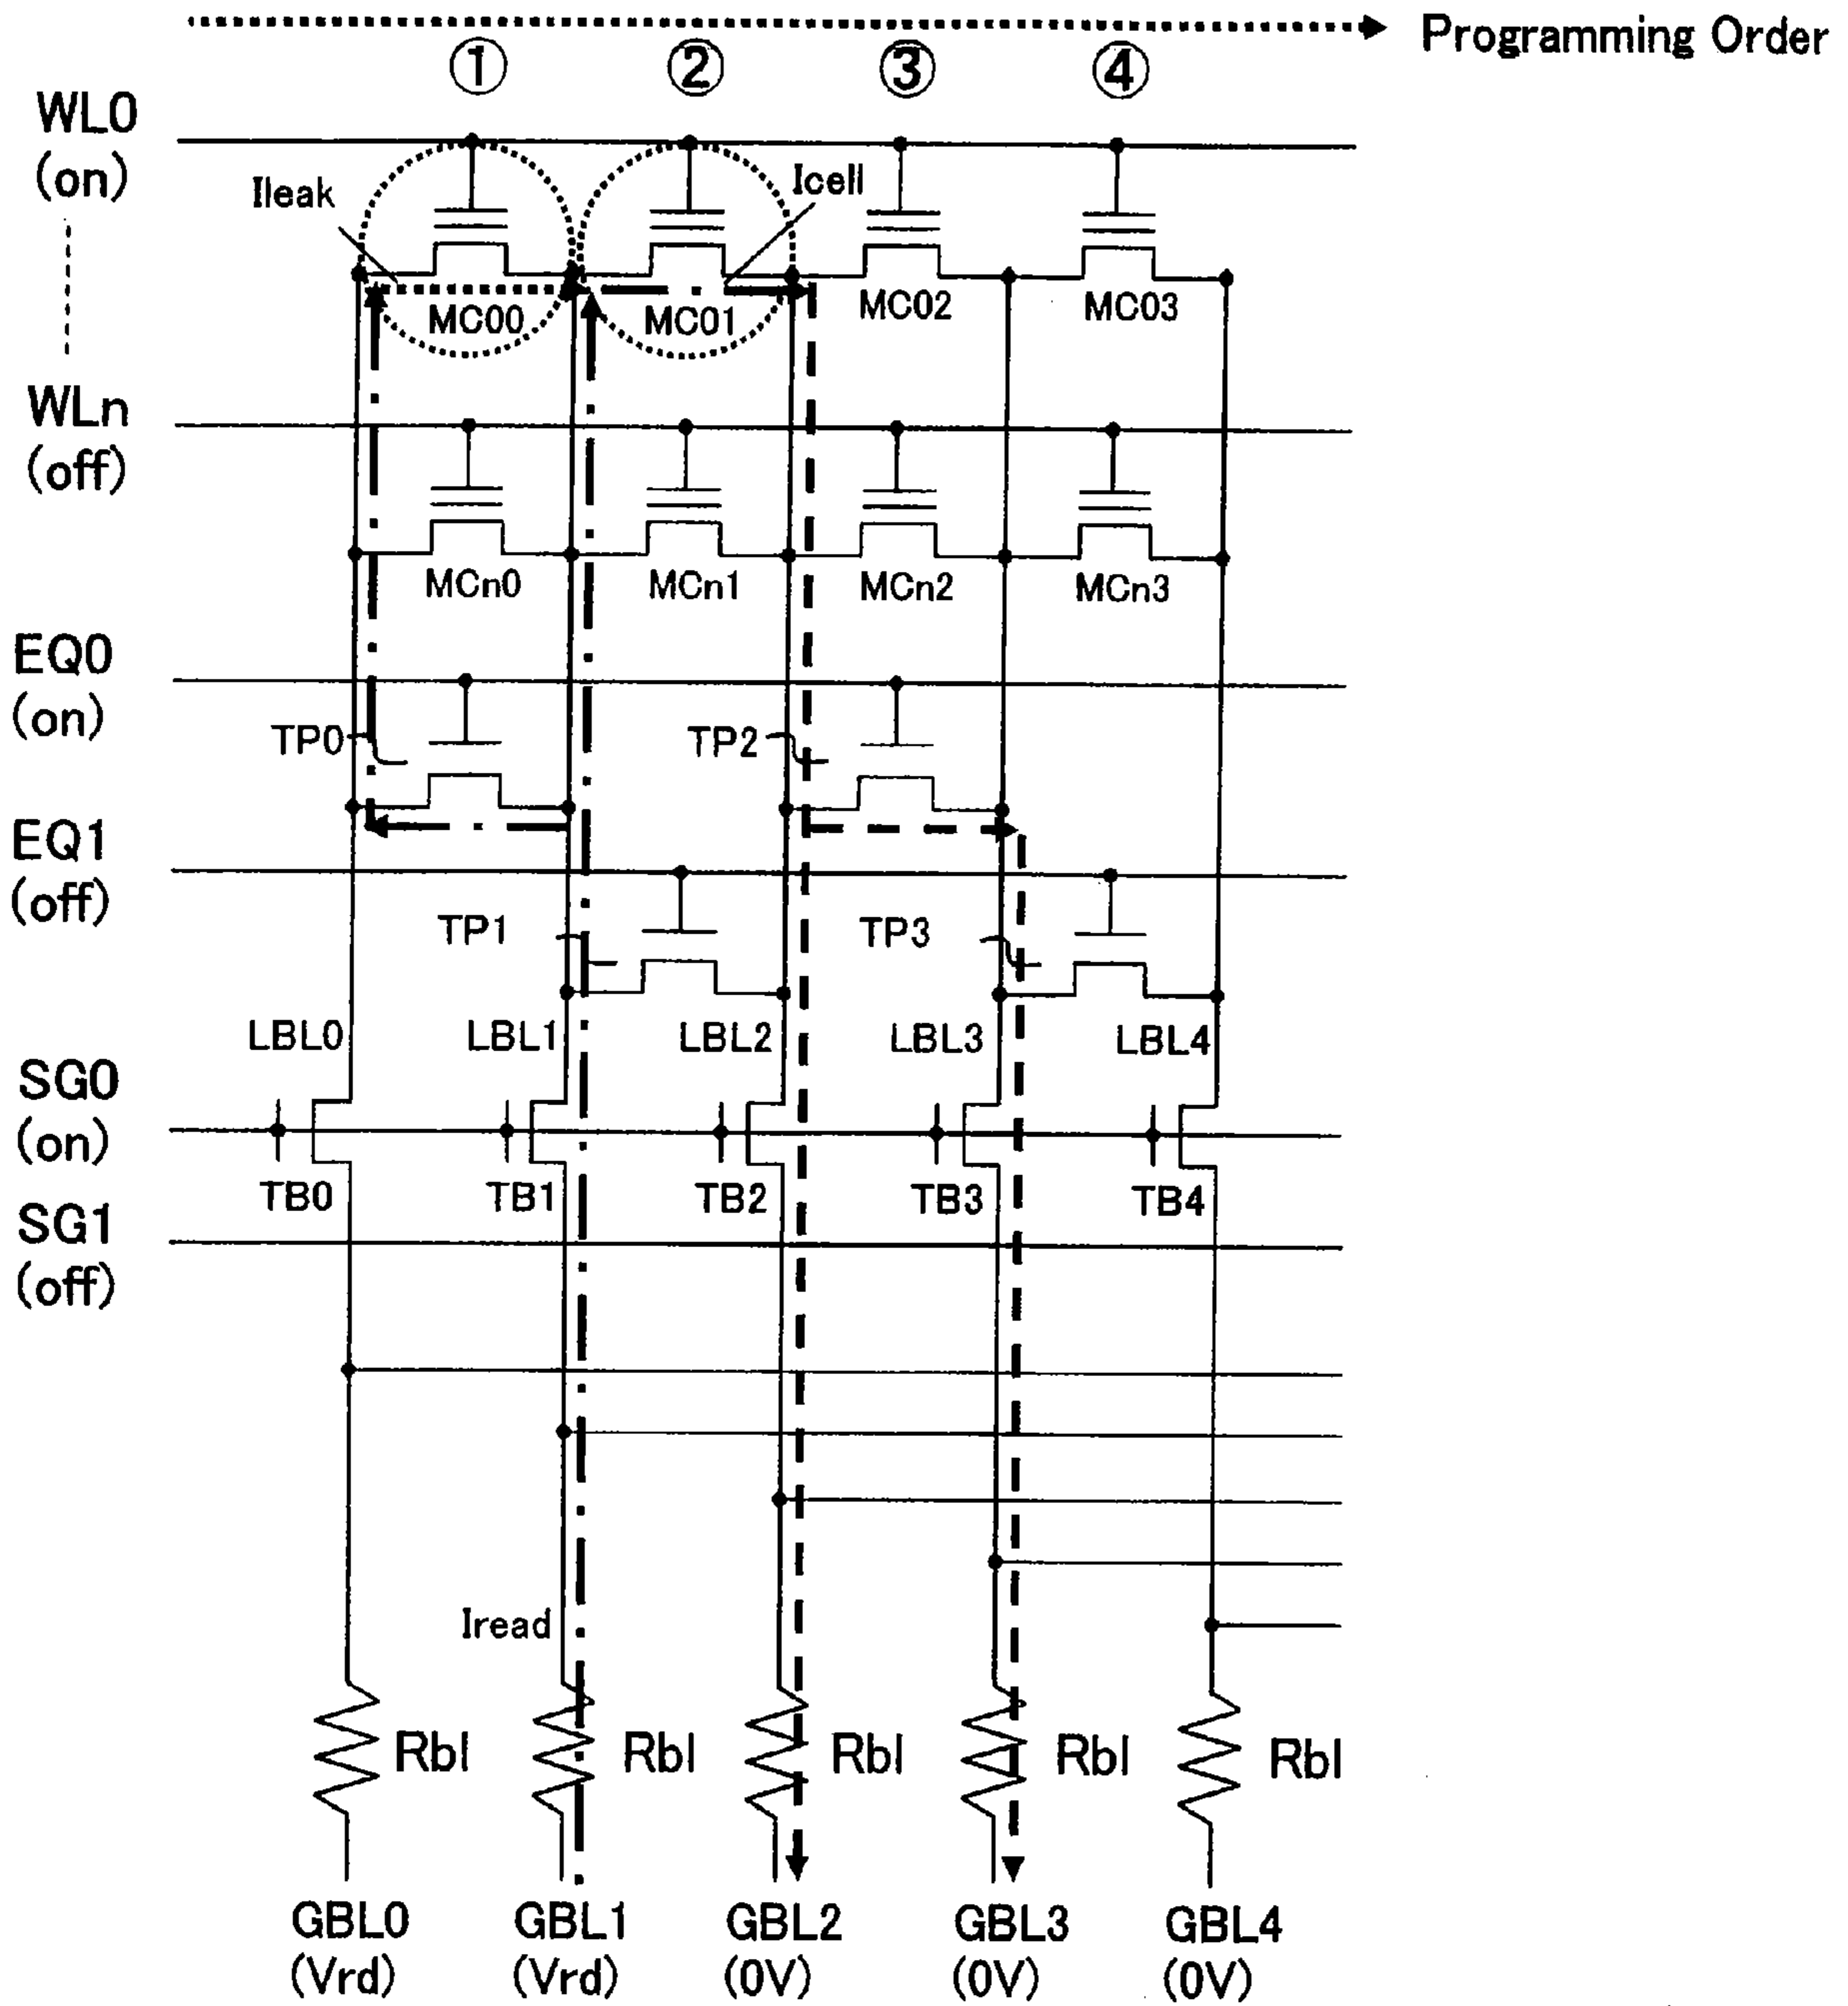 Programming Order
① ② ③ ④
WL0
(on)
Ileak
Icell
MC00 MC01 MC02 MC03
WLn
(off)
MCn0 MCn1 MCn2 MCn3
EQ0
(on)
TP0 TP2
EQ1
(off)
TP1 TP3
LBL0 LBL1 LBL2 LBL3 LBL4
SG0
(on)
TB0 TB1 TB2 TB3 TB4
SG1
(off)
Iread
Rbl Rbl Rbl Rbl Rbl
GBL0 GBL1 GBL2 GBL3 GBL4
(Vrd) (Vrd) (0V) (0V) (0V)